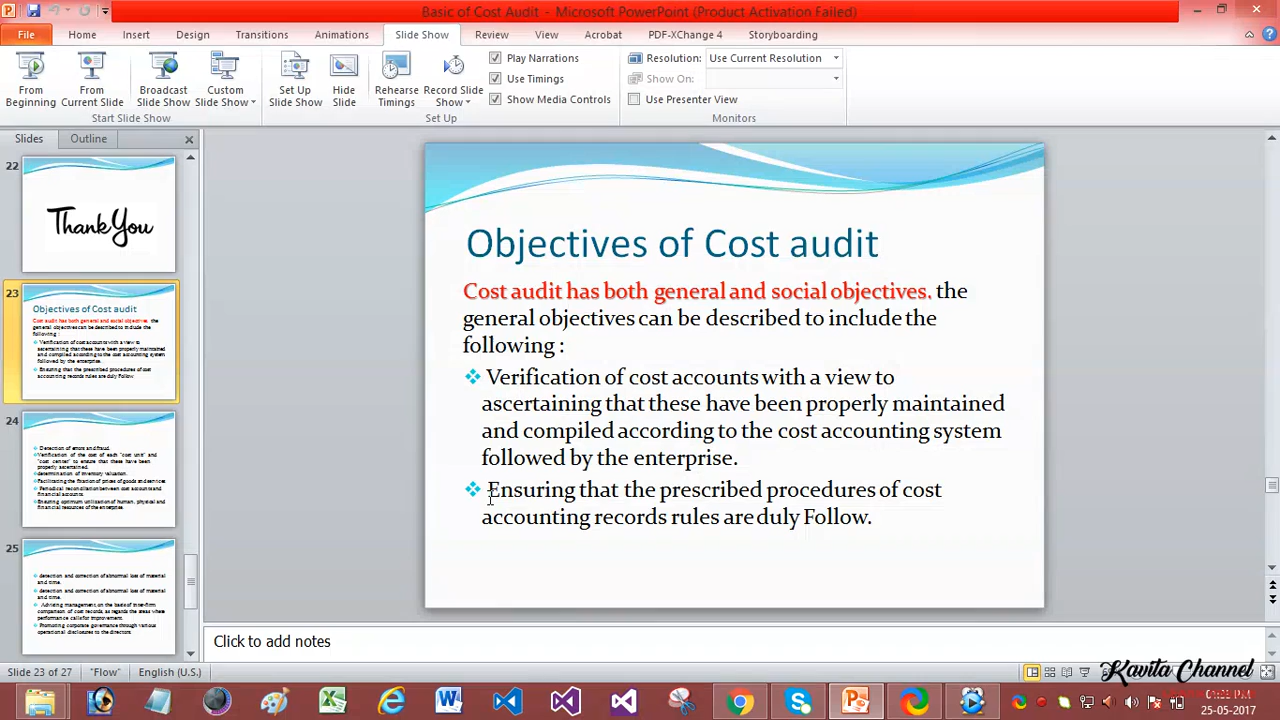 Basic of Cost Audit - Microsoft PowerPoint (Product Activation Failed)
File Home Insert Design Transitions Animations Slide Show Review View Acrobat PDF-XChange 4 Storyboarding
From Beginning
From Current Slide
Broadcast Slide Show
Custom Slide Show
Start Slide Show
Set Up Slide Show
Hide Slide
Rehearse Timings
Record Slide Show
Play Narrations
Use Timings
Show Media Controls
Set Up
Resolution: Use Current Resolution
Show On:
Use Presenter View
Monitors
Slides Outline
22
Thank You
23
Objectives of Cost audit
Cost audit has both general and social objectives. the
general objectives can be described to include the
following :
Verification of cost accounts with a view to
ascertaining that these have been properly maintained
and compiled according to the cost accounting system
followed by the enterprise.
Ensuring that the prescribed procedures of cost
accounting records rules are duly Follow.
24
Detection of errors and fraud.
Verification of the cost of each "cost unit" and
"cost center" to ensure that these have been
properly ascertained.
determination of inventory valuation.
Facilitating the fixation of prices of goods and services
Periodical reconciliation between cost accounts and
financial accounts.
Ensuring optimum utilization of human, physical and
financial resources of the enterprise.
25
detection and correction of abnormal loss of material
and time.
detection and correction of abnormal loss of material
and time.
Advising management, on the basis of inter-firm
comparison of cost records, as regards the areas where
performance calls for improvement.
Promoting corporate governance through various
operational disclosures to the directors.
Objectives of Cost audit
Cost audit has both general and social objectives. the
general objectives can be described to include the
following :
Verification of cost accounts with a view to
ascertaining that these have been properly maintained
and compiled according to the cost accounting system
followed by the enterprise.
Ensuring that the prescribed procedures of cost
accounting records rules are duly Follow.
Click to add notes
Slide 23 of 27 "Flow" English (U.S.)
Kavita Channel
25-05-2017